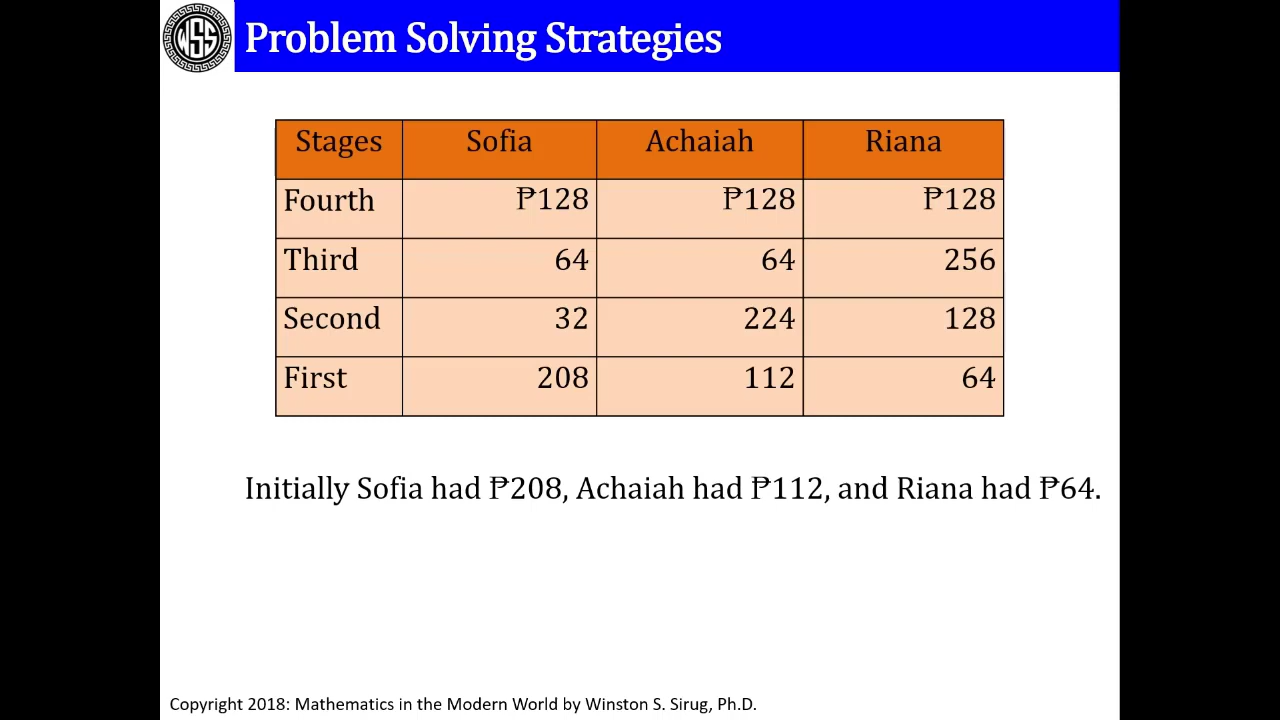 WSS
Problem Solving Strategies
Stages Sofia Achaiah Riana
Fourth ₱128 ₱128 ₱128
Third 64 64 256
Second 32 224 128
First 208 112 64
Initially Sofia had ₱208, Achaiah had ₱112, and Riana had ₱64.
Copyright 2018: Mathematics in the Modern World by Winston S. Sirug, Ph.D.